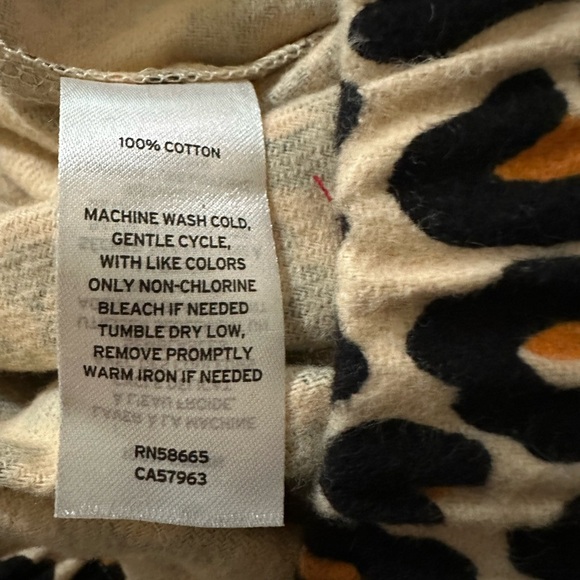 100% COTTON
MACHINE WASH COLD,
GENTLE CYCLE,
WITH LIKE COLORS
ONLY NON-CHLORINE
BLEACH IF NEEDED
TUMBLE DRY LOW,
REMOVE PROMPTLY
WARM IRON IF NEEDED
RN58665
CA57963